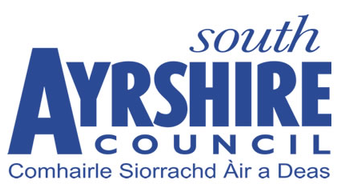 south
AYRSHIRE
COUNCIL
Comhairle Siorrachd Àir a Deas